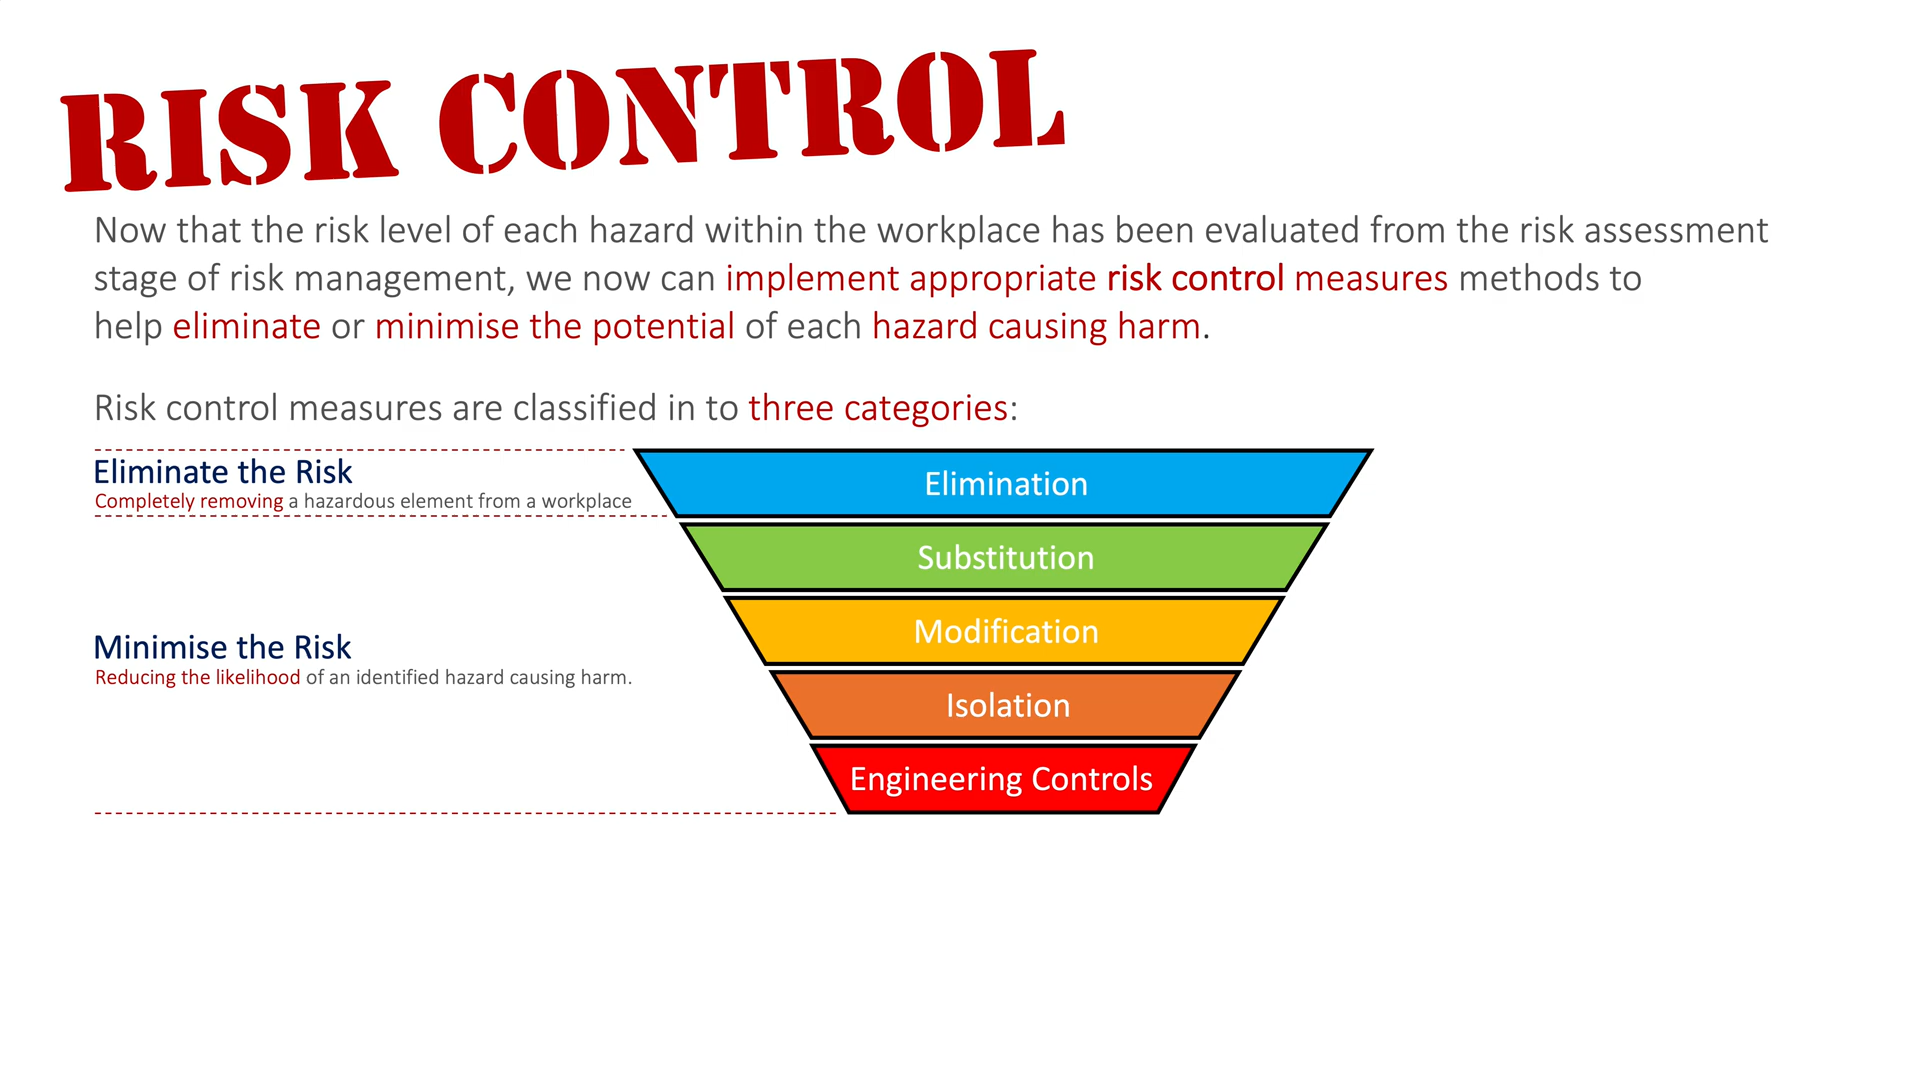 RISK CONTROL
Now that the risk level of each hazard within the workplace has been evaluated from the risk assessment
stage of risk management, we now can implement appropriate risk control measures methods to
help eliminate or minimise the potential of each hazard causing harm.
Risk control measures are classified in to three categories:
Eliminate the Risk
Completely removing a hazardous element from a workplace
Elimination
Substitution
Modification
Minimise the Risk
Reducing the likelihood of an identified hazard causing harm.
Isolation
Engineering Controls